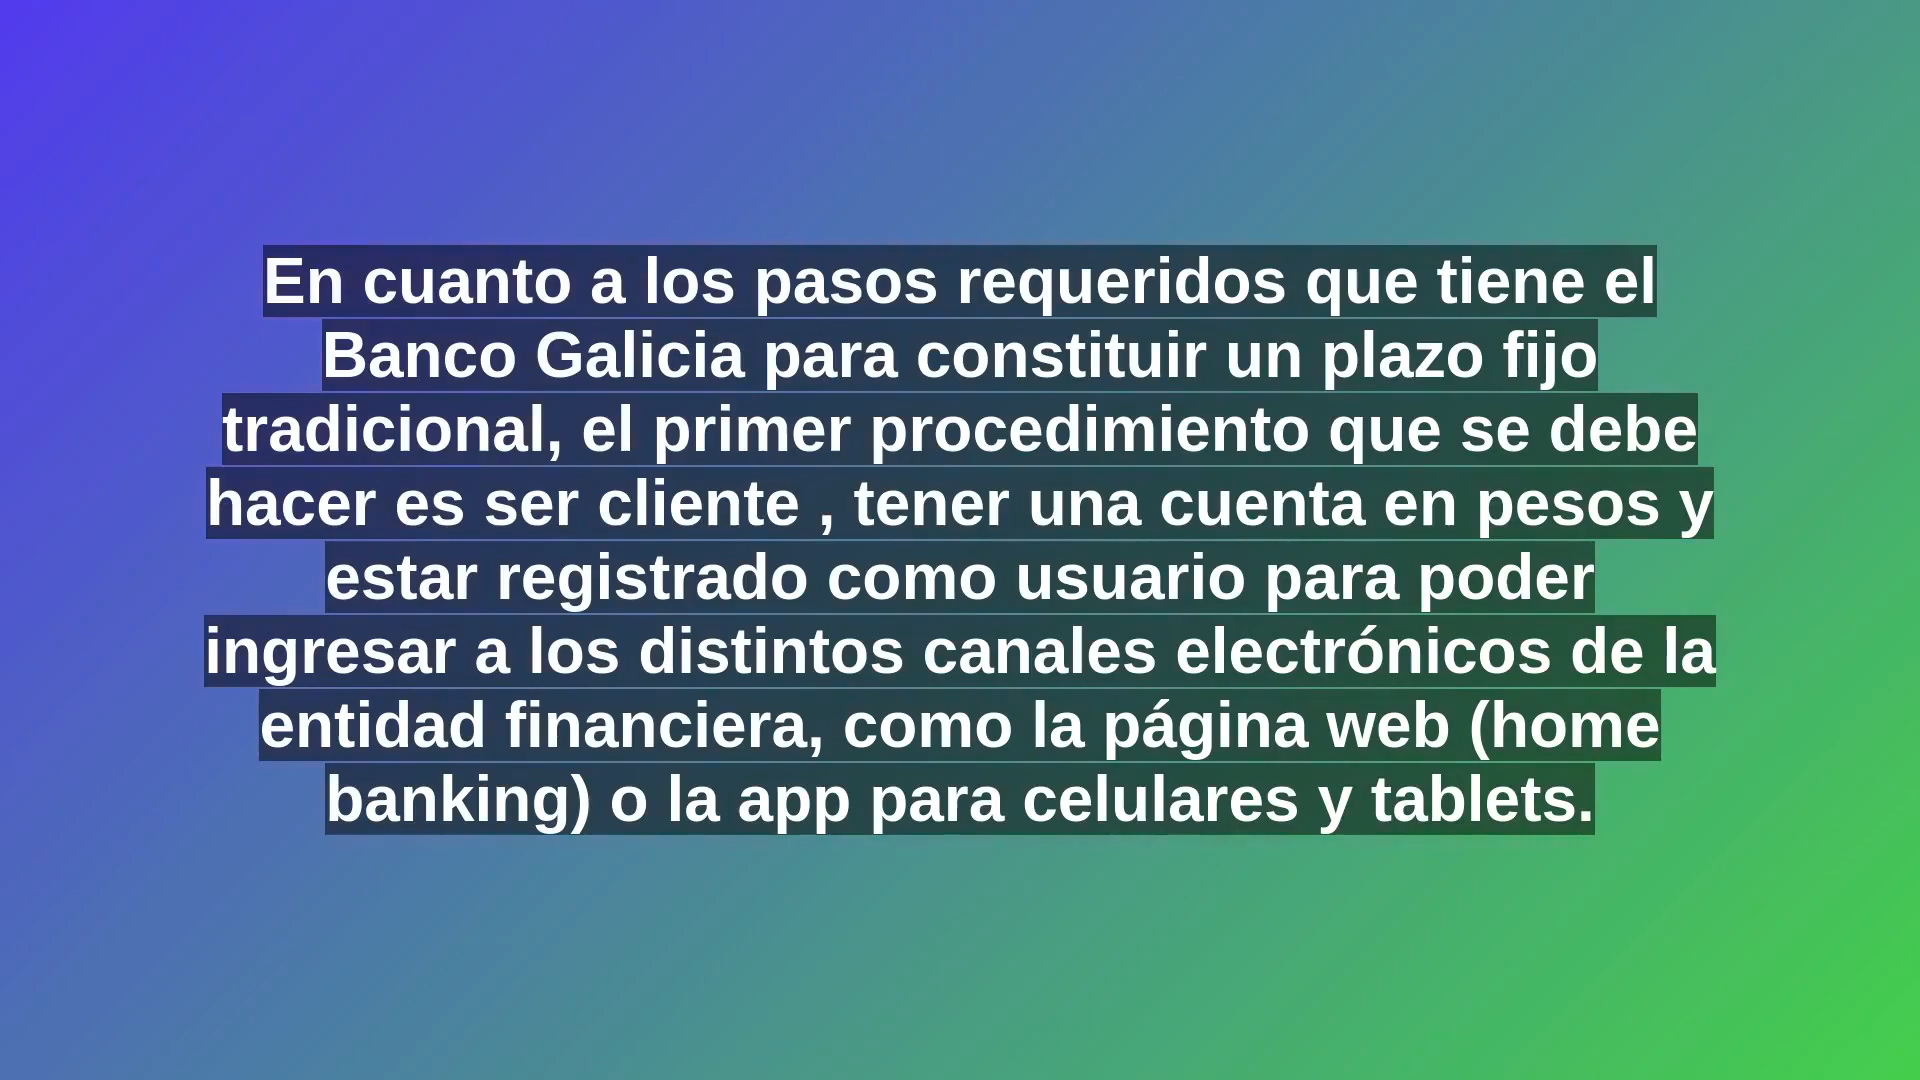 En cuanto a los pasos requeridos que tiene el
Banco Galicia para constituir un plazo fijo
tradicional, el primer procedimiento que se debe
hacer es ser cliente , tener una cuenta en pesos y
estar registrado como usuario para poder
ingresar a los distintos canales electrónicos de la
entidad financiera, como la página web (home
banking) o la app para celulares y tablets.